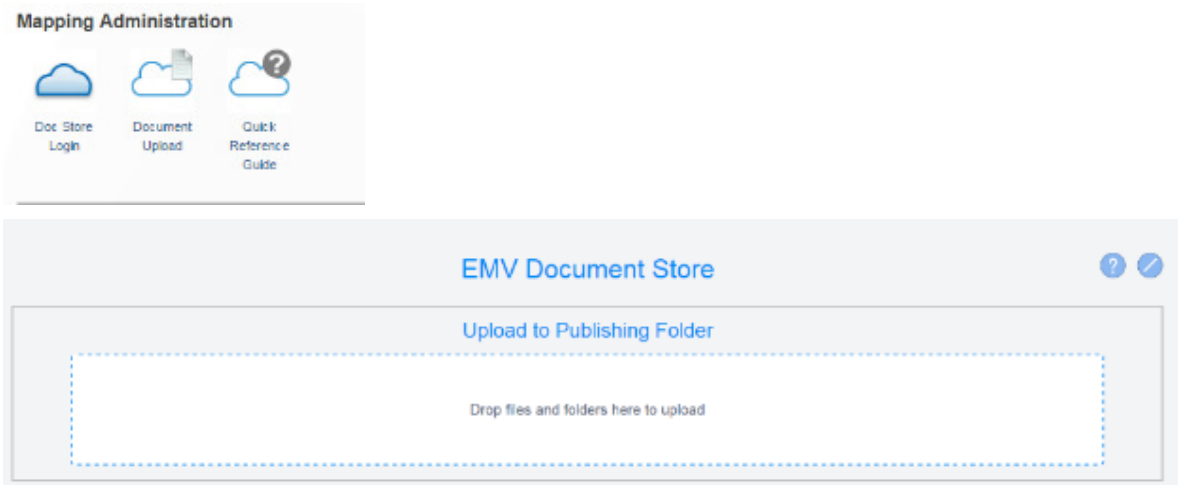 Mapping Administration
Doc Store
Login
Document
Upload
Quick
Reference
Guide
EMV Document Store
Upload to Publishing Folder
Drop files and folders here to upload